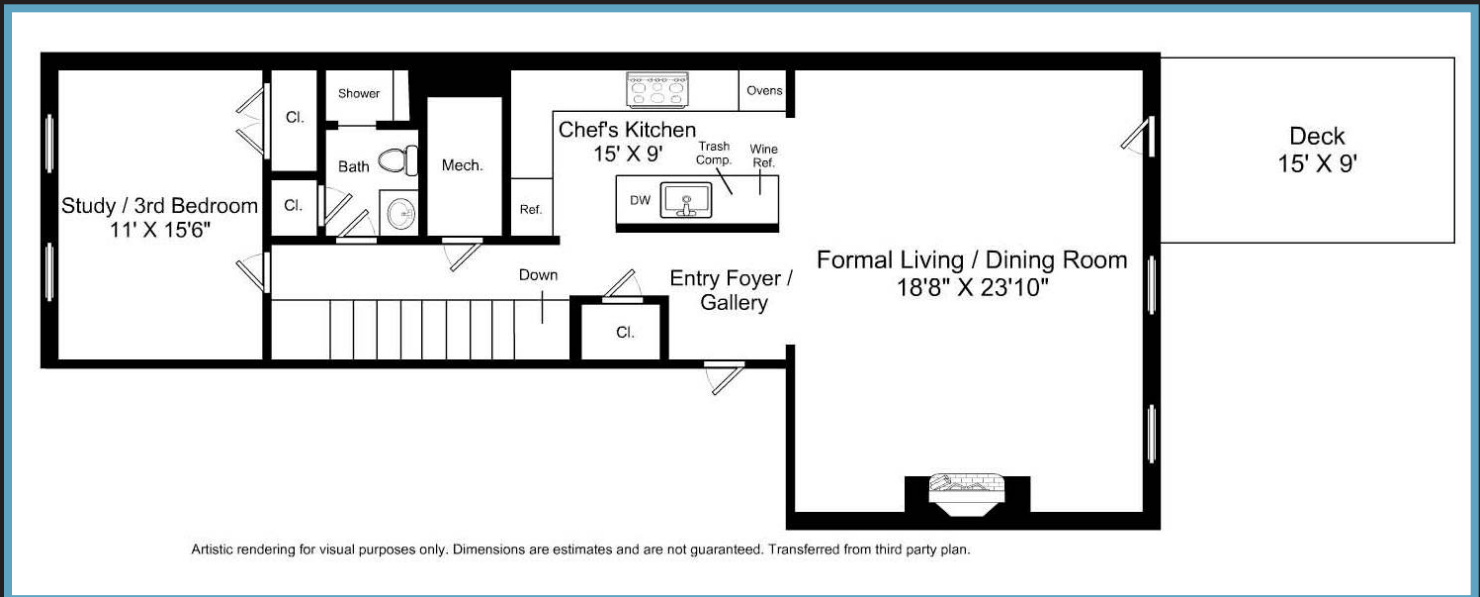 Shower
Cl.
Bath
Cl.
Mech.
Ovens
Chef's Kitchen
15' X 9'
Trash
Comp.
Wine
Ref.
DW
Ref.
Study / 3rd Bedroom
11' X 15'6"
Down
Cl.
Entry Foyer /
Gallery
Formal Living / Dining Room
18'8" X 23'10"
Deck
15' X 9'
Artistic rendering for visual purposes only. Dimensions are estimates and are not guaranteed. Transferred from third party plan.